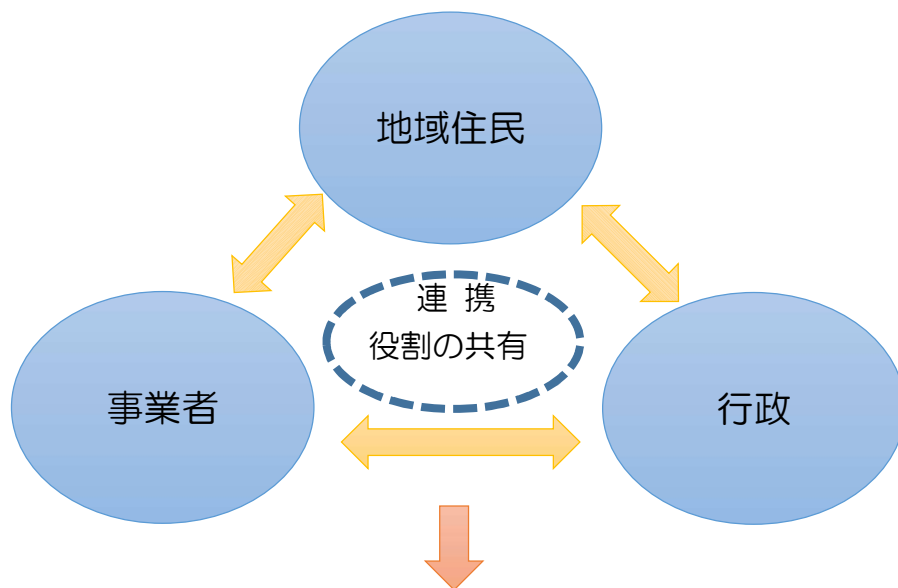 地域住民
連 携
役割の共有
事業者
行政